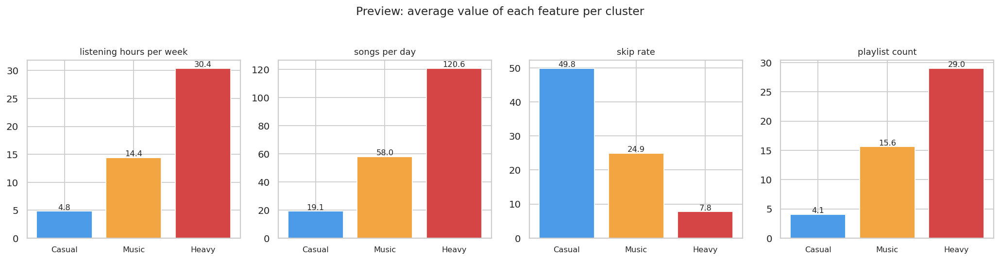 Preview: average value of each feature per cluster
listening hours per week
30
25
20
15
10
5
0
4.8
14.4
30.4
Casual
Music
Heavy
songs per day
120
100
80
60
40
20
0
19.1
58.0
120.6
Casual
Music
Heavy
skip rate
50
40
30
20
10
0
49.8
24.9
7.8
Casual
Music
Heavy
playlist count
30
25
20
15
10
5
0
4.1
15.6
29.0
Casual
Music
Heavy